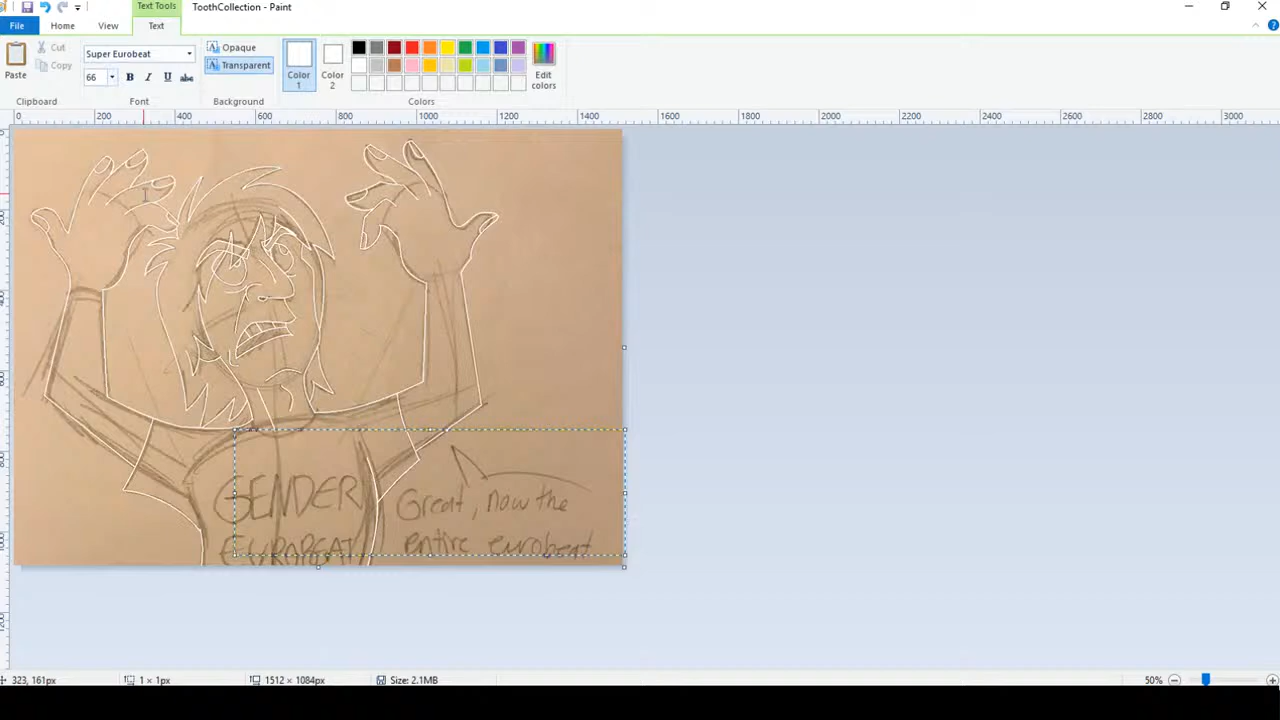 Text Tools
ToothCollection - Paint
File
Home
View
Text
Paste
Cut
Copy
Clipboard
Super Eurobeat
66
B
I
U
abc
Font
Opaque
Transparent
Background
Color 1
Color 2
Edit colors
Colors
0 200 400 600 800 1000 1200 1400 1600 1800 2000 2200 2400 2600 2800 3000
GENDER
EUROBEAT
Great, now the
entire eurobeat
323, 161px
1 × 1px
1512 × 1084px
Size: 2.1MB
50%